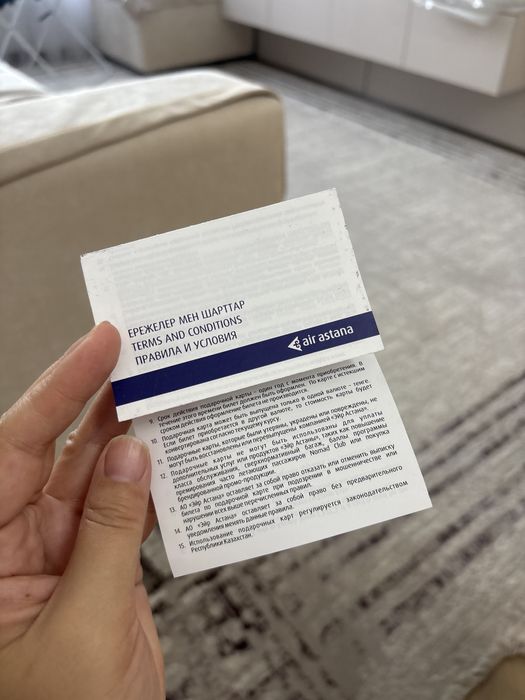 ЕРЕЖЕЛЕР МЕН ШАРТТАР
TERMS AND CONDITIONS
ПРАВИЛА И УСЛОВИЯ
air astana
9. Срок действия подарочной карты - один год с момента приобретения. В
течение этого времени билет должен быть оформлен. По карте с истекшим
сроком действия оформление билета не производится.
10. Подарочная карта может быть выпущена только в одной валюте - тенге.
Если билет приобретается в другой валюте, то стоимость карты будет
конвертирована согласно текущему курсу.
11. Подарочные карты, которые были утеряны, украдены или повреждены, не
могут быть восстановлены или перевыпущены компанией «Эйр Астана».
12. Подарочные карты не могут быть использованы для уплаты
дополнительных услуг или продуктов «Эйр Астаны», таких как повышение
класса обслуживания, сверхнормативный багаж, баллы программы
премирования часто летающих пассажиров Nomad Club или покупка
брендированной промо-продукции.
13. АО «Эйр Астана» оставляет за собой право отказать или отменить выписку
билета по подарочной карте при подозрении в мошенничестве или
нарушении всех выше перечисленных правил.
14. АО «Эйр Астана» оставляет за собой право без предварительного
уведомления менять данные правила.
15. Использование подарочных карт регулируется законодательством
Республики Казахстан.